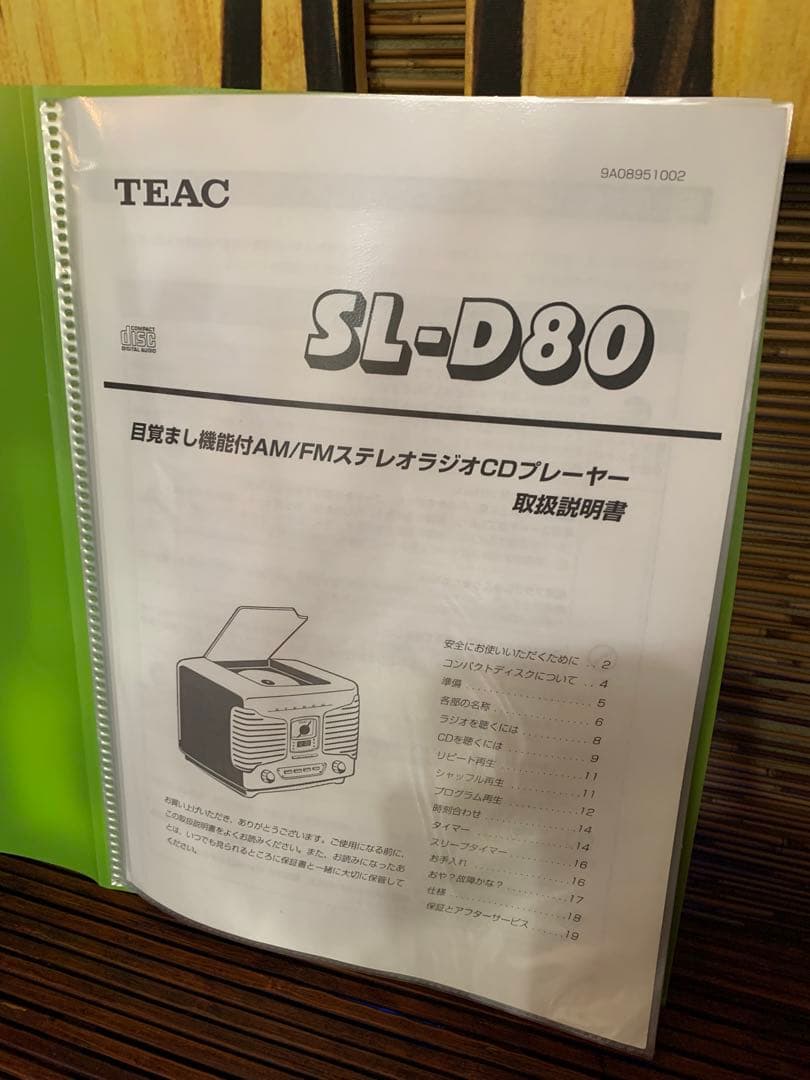 9A08951002
TEAC
COMPACT
disc
DIGITAL AUDIO
SL-D80
目覚まし機能付AM/FMステレオラジオCDプレーヤー
取扱説明書
安全にお使いいただくために .. 2
コンパクトディスクについて .. 4
準備 .................... 5
各部の名称 .............. 6
ラジオを聴くには .......... 8
CDを聴くには ............ 9
リピート再生 ............. 11
シャッフル再生 ........... 11
プログラム再生 ........... 12
時刻合わせ .............. 14
タイマー ................ 14
スリープタイマー .......... 16
お手入れ ................ 16
おや？故障かな？ .......... 17
仕様 .................... 18
保証とアフターサービス ...... 19
お買い上げいただき、ありがとうございます。ご使用になる前に、
この取扱説明書をよくお読みください。また、お読みになったあ
とは、いつでも見られるところに保証書と一緒に大切に保管して
ください。